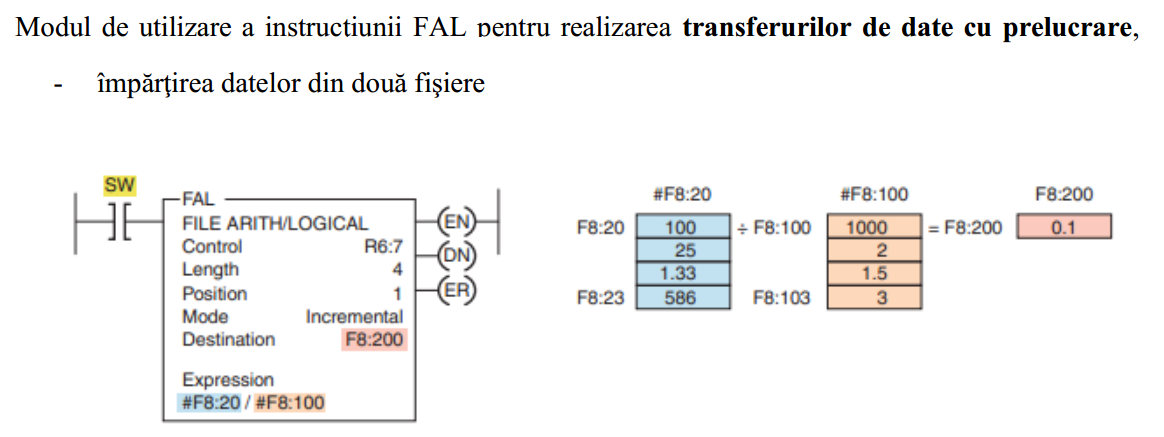 Modul de utilizare a instrucțiunii FAL pentru realizarea transferurilor de date cu prelucrare,
- împărţirea datelor din două fişiere
SW
FAL
FILE ARITH/LOGICAL
Control R6:7
Length 4
Position 1
Mode Incremental
Destination F8:200
Expression
#F8:20 / #F8:100
EN
DN
ER
#F8:20 #F8:100 F8:200
F8:20 100 ÷ F8:100 1000 = F8:200 0.1
25 2
1.33 1.5
F8:23 586 F8:103 3